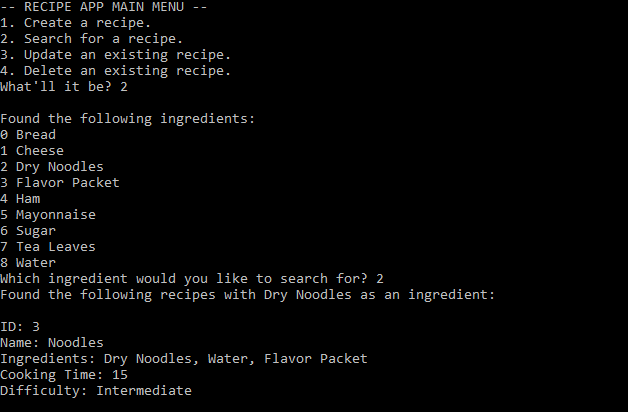 -- RECIPE APP MAIN MENU --
1. Create a recipe.
2. Search for a recipe.
3. Update an existing recipe.
4. Delete an existing recipe.
What'll it be? 2
Found the following ingredients:
0 Bread
1 Cheese
2 Dry Noodles
3 Flavor Packet
4 Ham
5 Mayonnaise
6 Sugar
7 Tea Leaves
8 Water
Which ingredient would you like to search for? 2
Found the following recipes with Dry Noodles as an ingredient:
ID: 3
Name: Noodles
Ingredients: Dry Noodles, Water, Flavor Packet
Cooking Time: 15
Difficulty: Intermediate